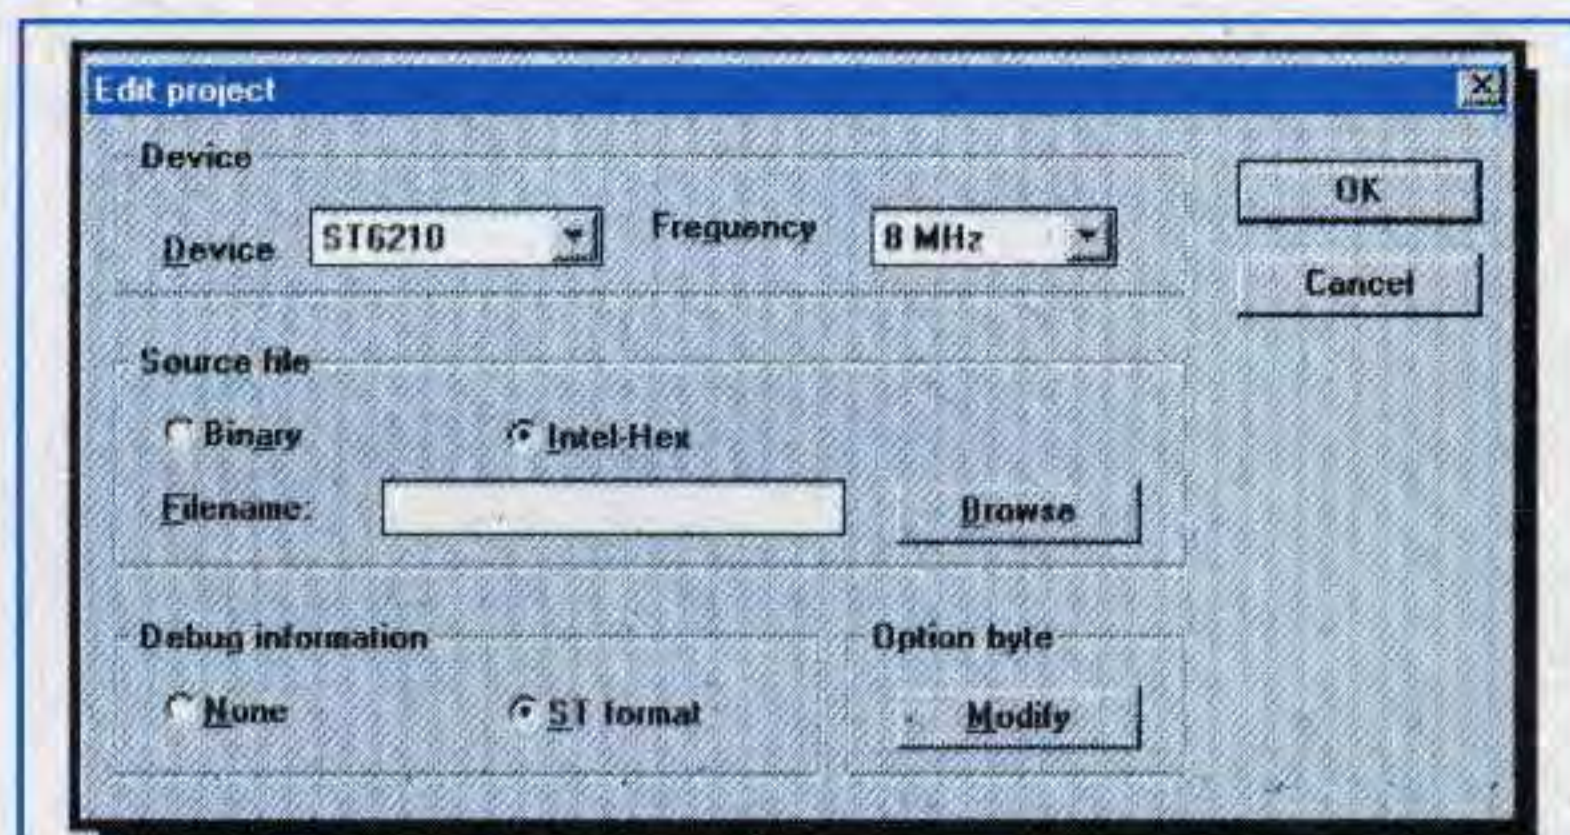 Edit project
Device
Device ST6210 Frequency 8 MHz
OK
Cancel
Source file
Binary Intel-Hex
Filename: Browse
Debug information
None ST format
Option byte
Modify